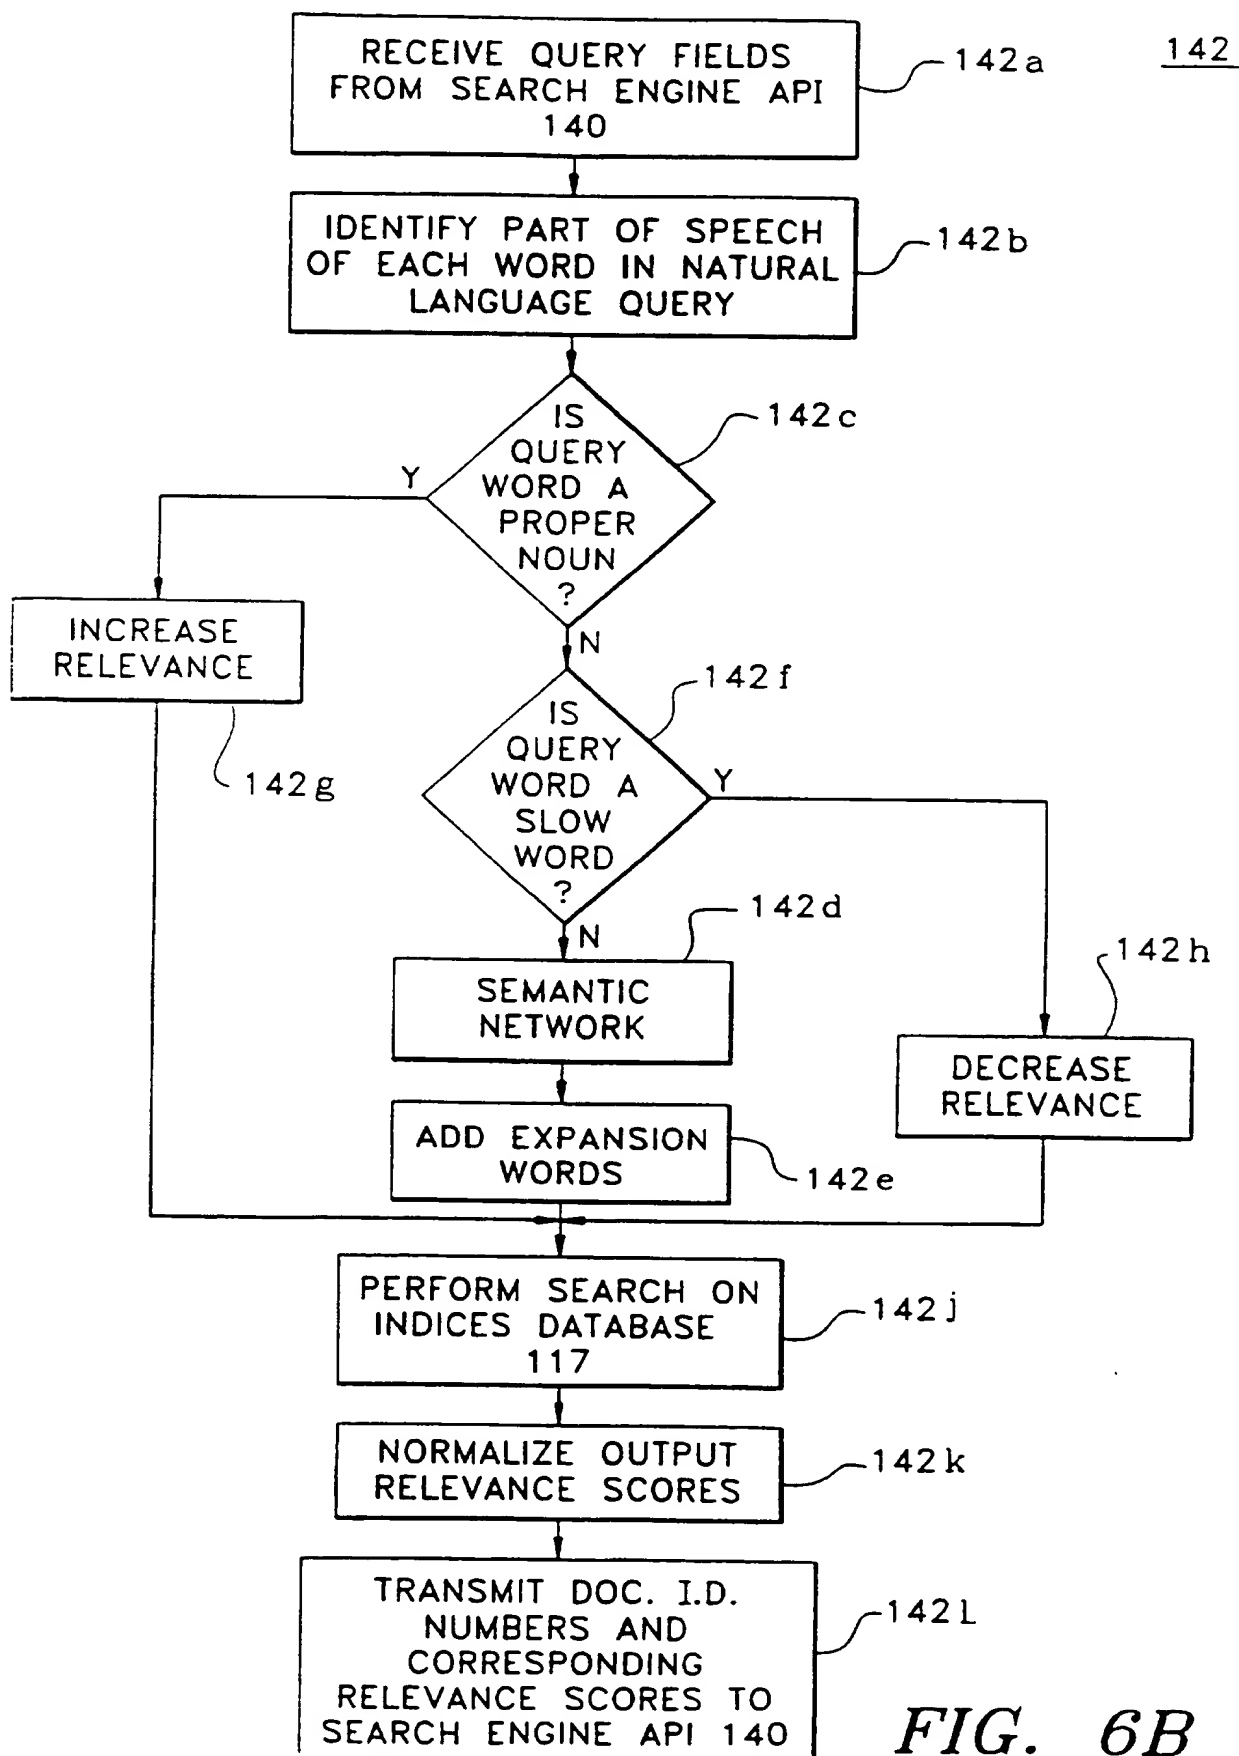 142
RECEIVE QUERY FIELDS
FROM SEARCH ENGINE API
140
142a
IDENTIFY PART OF SPEECH
OF EACH WORD IN NATURAL
LANGUAGE QUERY
142b
IS
QUERY
WORD A
PROPER
NOUN
?
142c
Y
N
INCREASE
RELEVANCE
142g
IS
QUERY
WORD A
SLOW
WORD
?
142f
Y
N
SEMANTIC
NETWORK
142d
DECREASE
RELEVANCE
142h
ADD EXPANSION
WORDS
142e
PERFORM SEARCH ON
INDICES DATABASE
117
142j
NORMALIZE OUTPUT
RELEVANCE SCORES
142k
TRANSMIT DOC. I.D.
NUMBERS AND
CORRESPONDING
RELEVANCE SCORES TO
SEARCH ENGINE API 140
142l
FIG. 6B